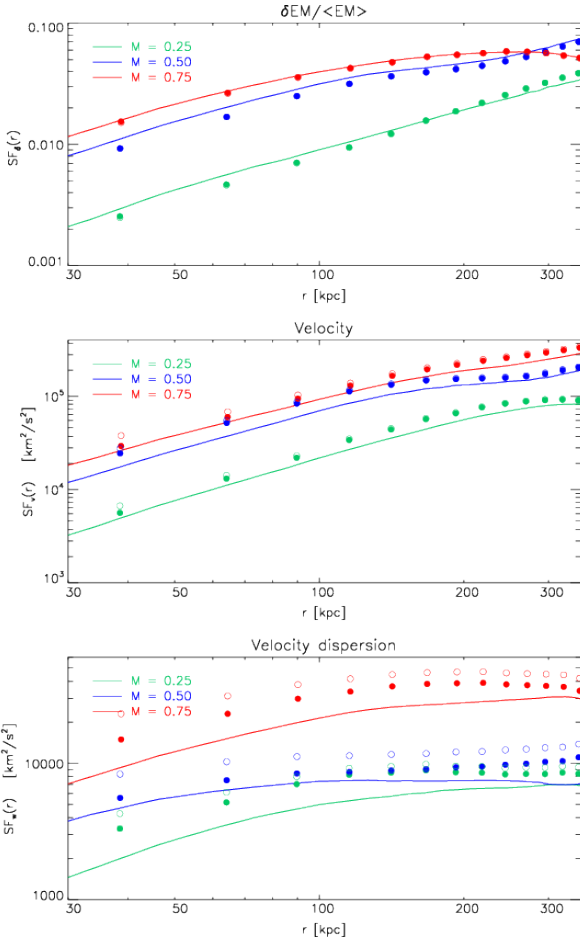 δEM/<EM>
0.100
M = 0.25
M = 0.50
M = 0.75
SF_δ(r)
0.010
0.001
30 50 100 200 300
r [kpc]
Velocity
M = 0.25
M = 0.50
M = 0.75
10^5
SF_v(r) [km²/s²]
10^4
10^3
30 50 100 200 300
r [kpc]
Velocity dispersion
M = 0.25
M = 0.50
M = 0.75
SF_w(r) [km²/s²]
10000
1000
30 50 100 200 300
r [kpc]